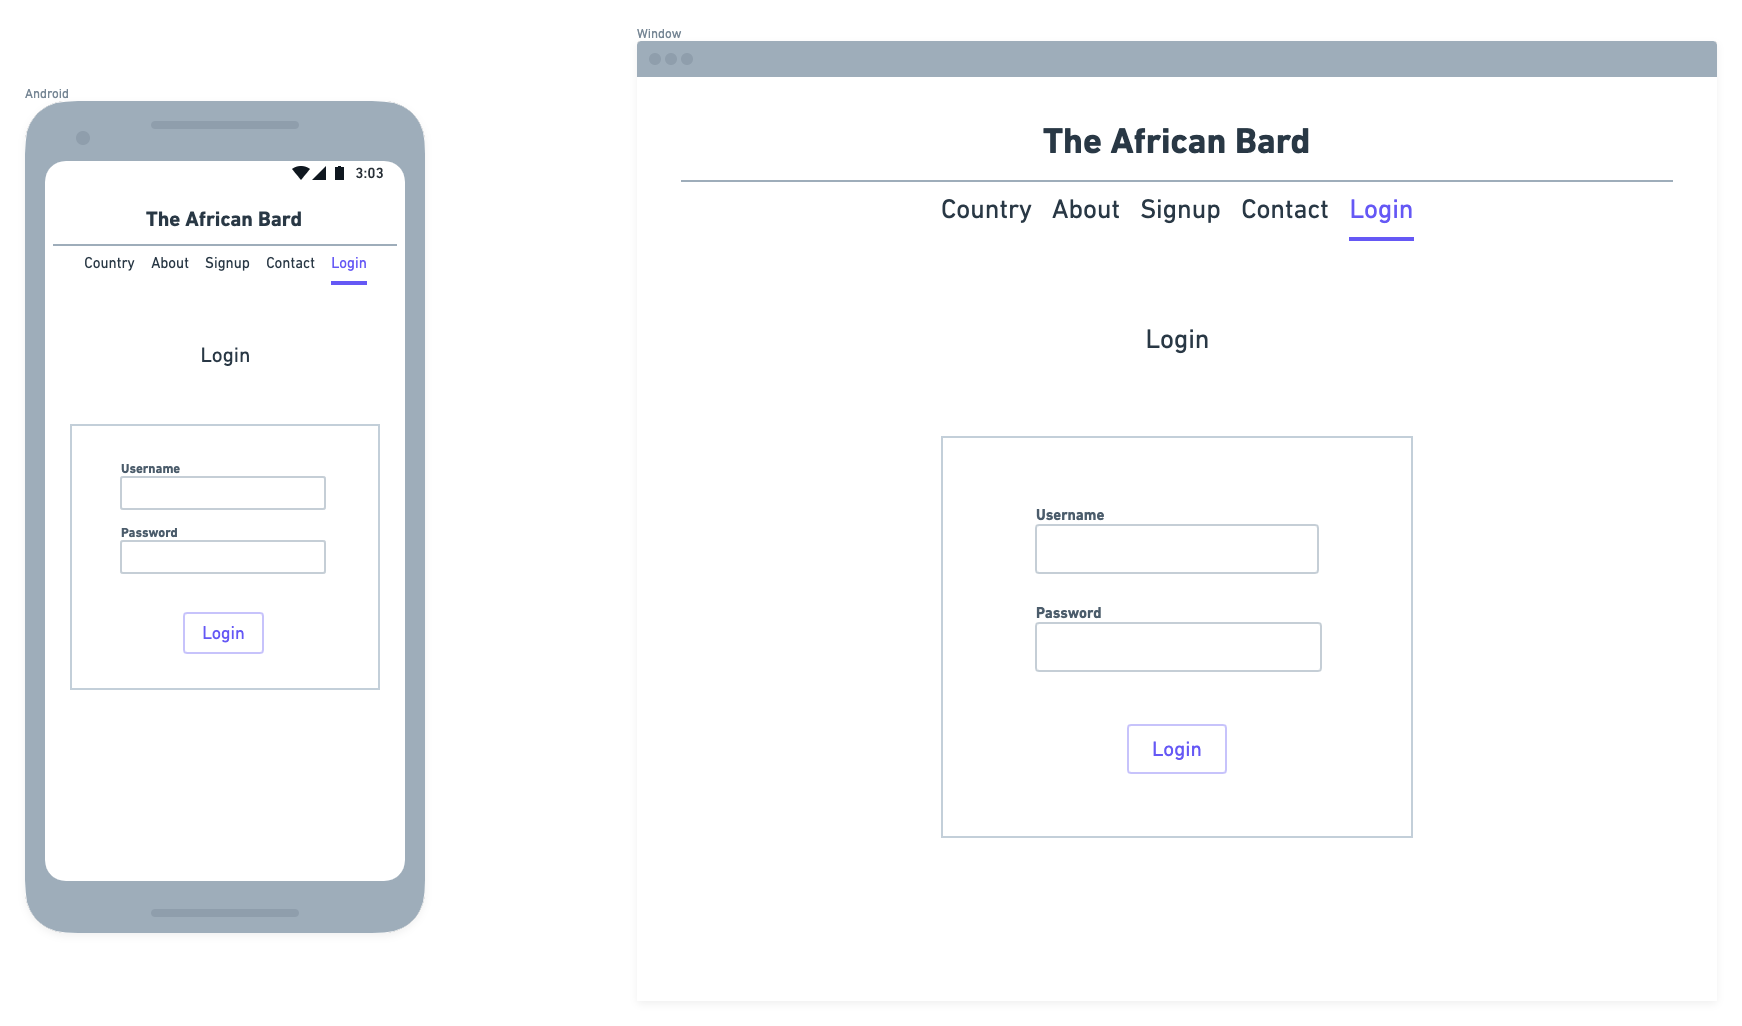 Android
3:03
The African Bard
Country About Signup Contact Login
Login
Username
Password
Login
Window
The African Bard
Country About Signup Contact Login
Login
Username
Password
Login